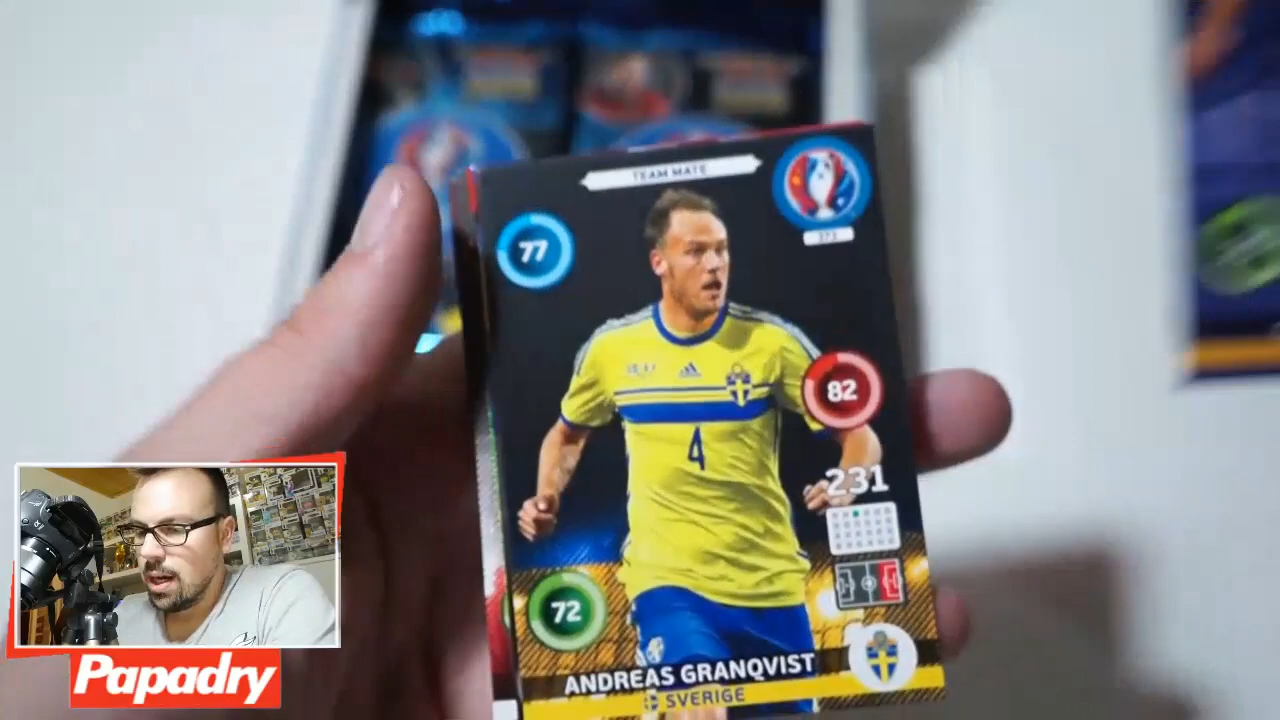 TEAM MATE
77
82
4
231
72
ANDREAS GRANQVIST
SVERIGE
Papadry